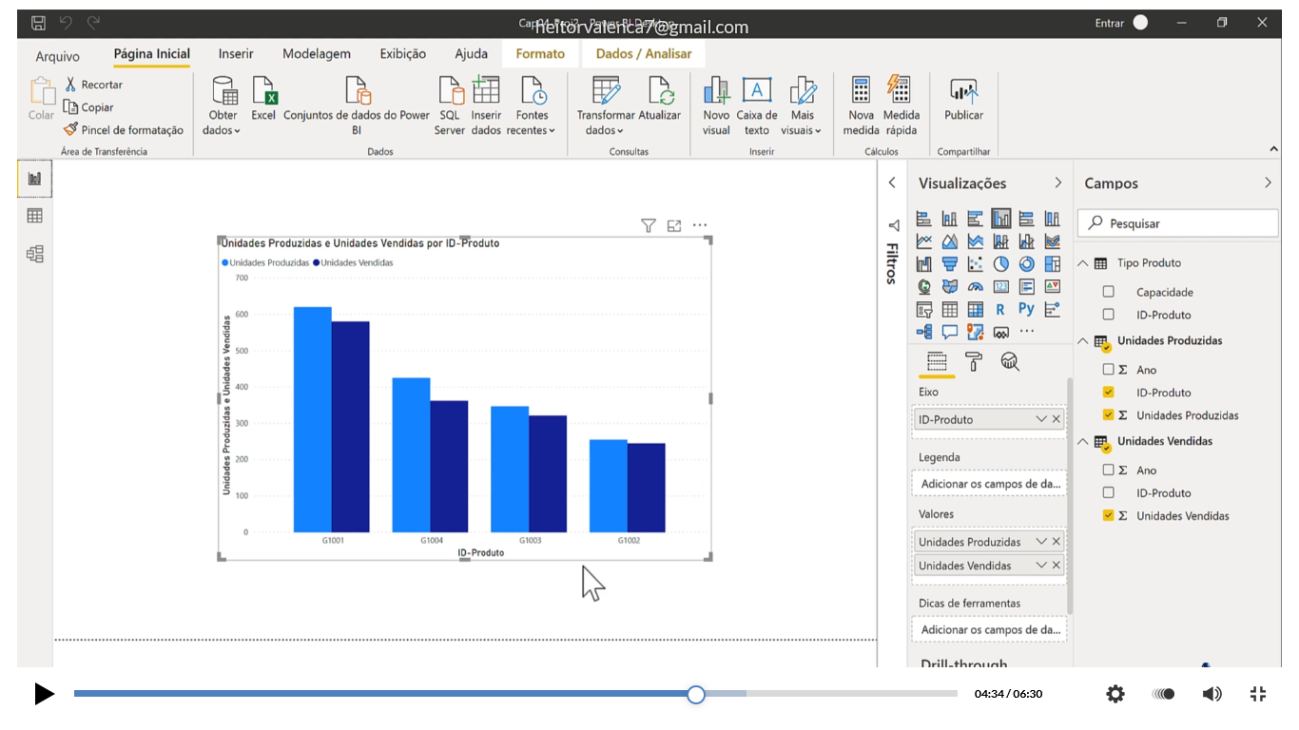 Cap04-Proj2 - Power BI Desktop
heitorvalenca7@gmail.com
Entrar
Arquivo Página Inicial Inserir Modelagem Exibição Ajuda Formato Dados / Analisar
Colar
Recortar
Copiar
Pincel de formatação
Área de Transferência
Obter dados
Excel
Conjuntos de dados do Power BI
SQL Server
Inserir dados
Fontes recentes
Dados
Transformar dados
Atualizar
Consultas
Novo visual
A
Caixa de texto
Mais visuais
Inserir
Nova medida
Medida rápida
Cálculos
Publicar
Compartilhar
Unidades Produzidas e Unidades Vendidas por ID-Produto
Unidades Produzidas Unidades Vendidas
700
600
500
400
300
200
100
0
Unidades Produzidas e Unidades Vendidas
G1001 G1004 G1003 G1002
ID-Produto
Filtros
Visualizações
123
R Py
...
Eixo
ID-Produto
Legenda
Adicionar os campos de da...
Valores
Unidades Produzidas
Unidades Vendidas
Dicas de ferramentas
Adicionar os campos de da...
Drill-through
Campos
Pesquisar
Tipo Produto
Capacidade
ID-Produto
Unidades Produzidas
Σ Ano
ID-Produto
Σ Unidades Produzidas
Unidades Vendidas
Σ Ano
ID-Produto
Σ Unidades Vendidas
04:34 / 06:30